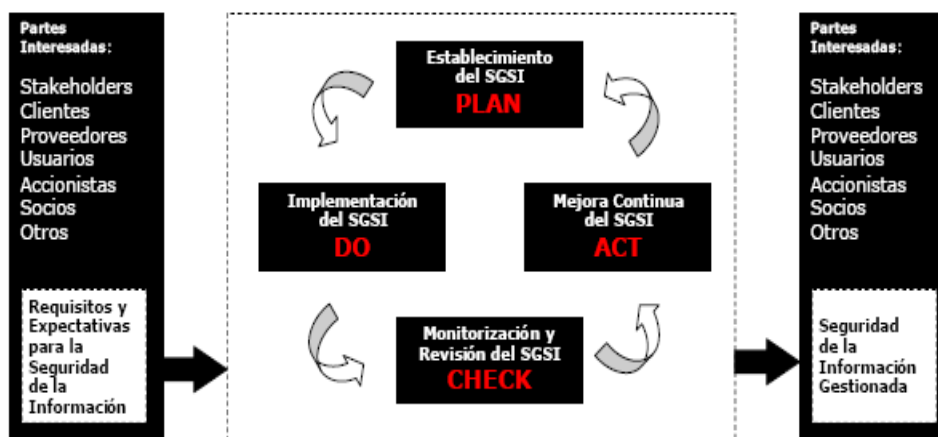 Partes
Interesadas:
Stakeholders
Clientes
Proveedores
Usuarios
Accionistas
Socios
Otros
Requisitos y
Expectativas
para la
Seguridad
de la
Información
Establecimiento
del SGSI
PLAN
Implementación
del SGSI
DO
Mejora Continua
del SGSI
ACT
Monitorización y
Revisión del SGSI
CHECK
Partes
Interesadas:
Stakeholders
Clientes
Proveedores
Usuarios
Accionistas
Socios
Otros
Seguridad
de la
Información
Gestionada